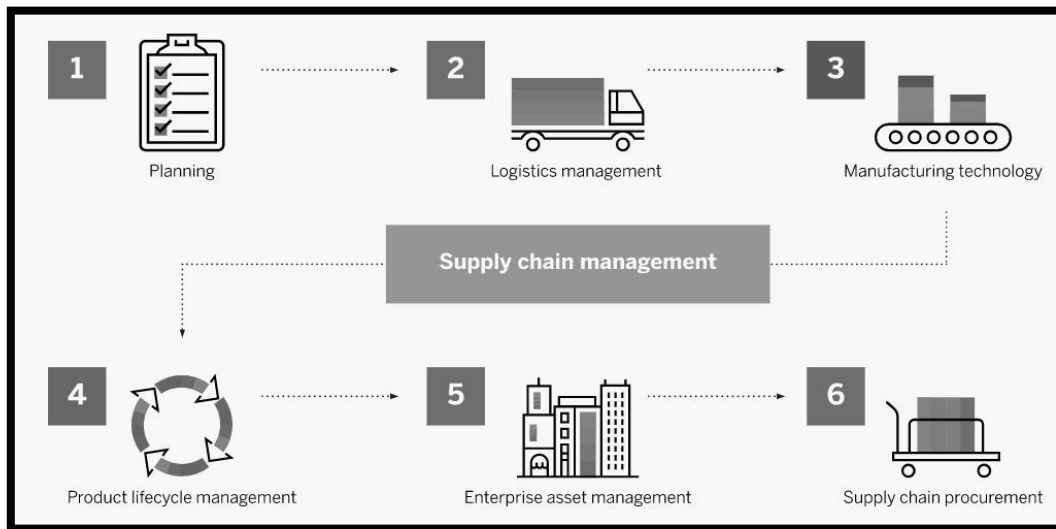 1
Planning
2
Logistics management
3
Manufacturing technology
Supply chain management
4
Product lifecycle management
5
Enterprise asset management
6
Supply chain procurement